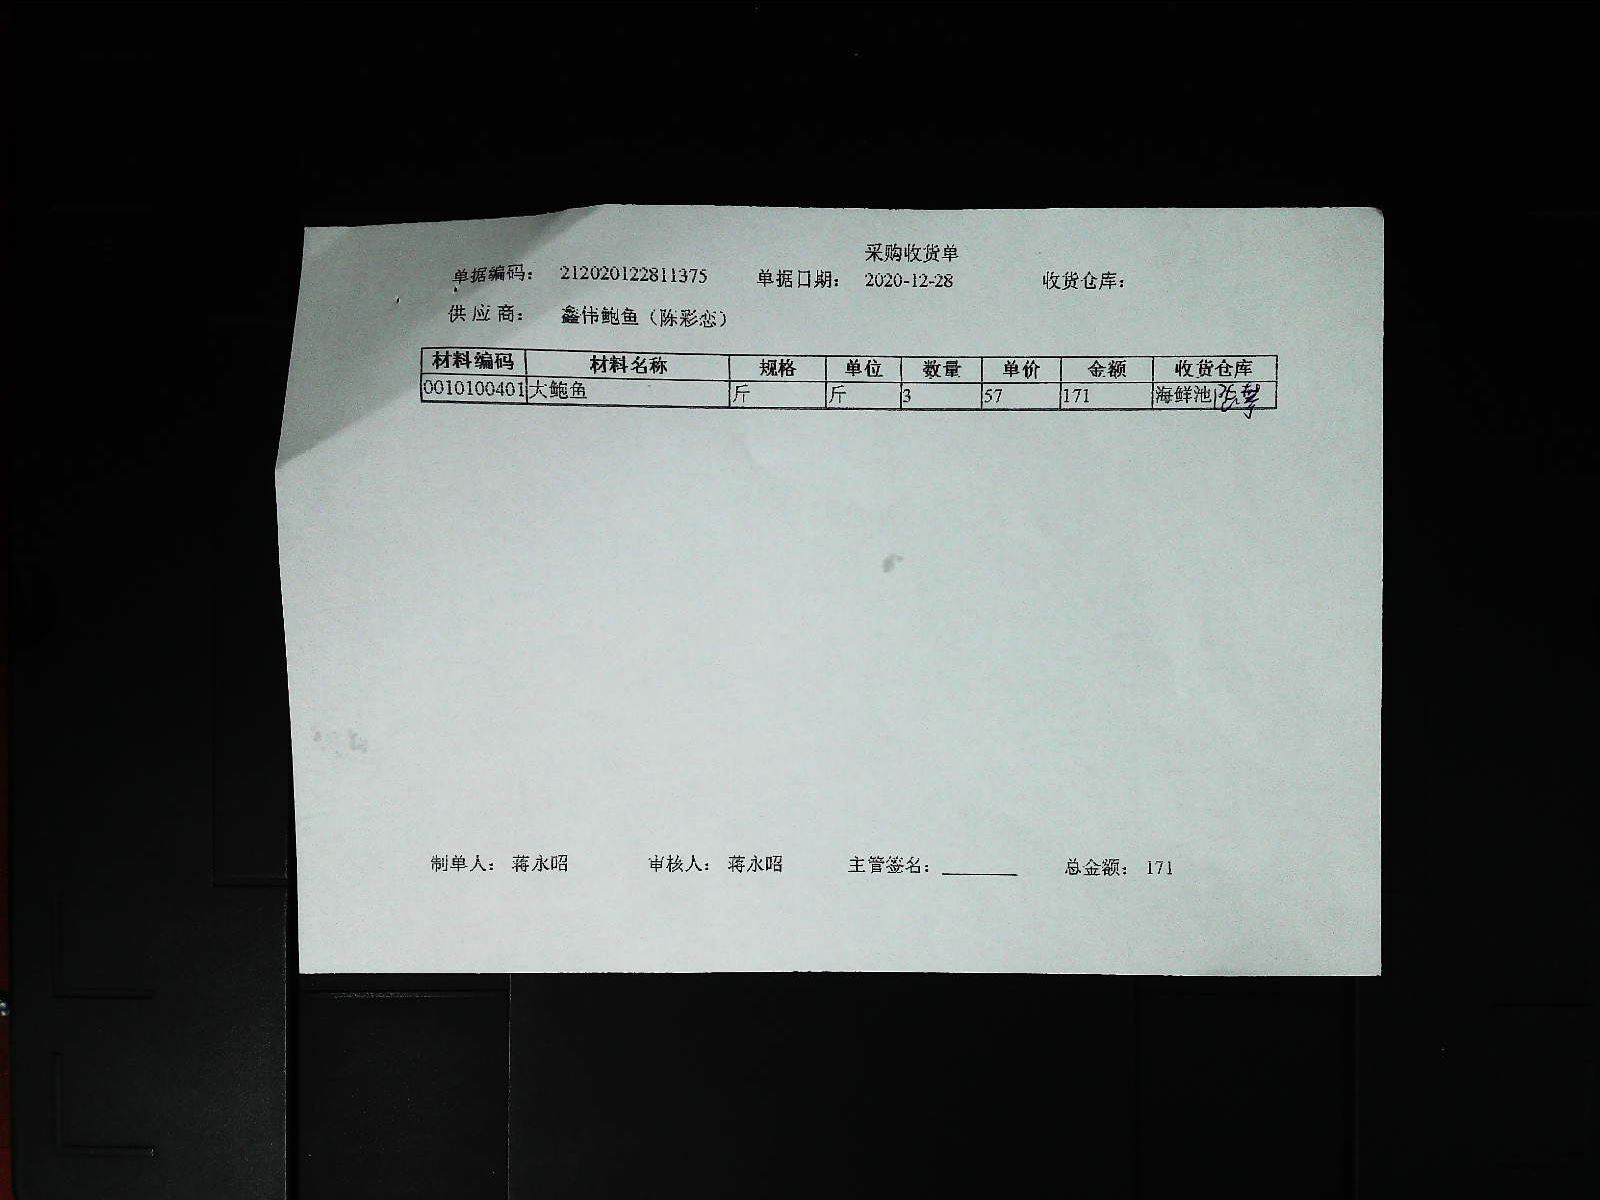 采购收货单
单据编码: 212020122811375 单据日期: 2020-12-28 收货仓库:
供应商: 鑫伟鲍鱼(陈彩恋)
材料编码 材料名称 规格 单位 数量 单价 金额 收货仓库
0010100401 大鲍鱼 斤 斤 3 57 171 海鲜池
制单人: 蒋永昭 审核人: 蒋永昭 主管签名: 总金额: 171